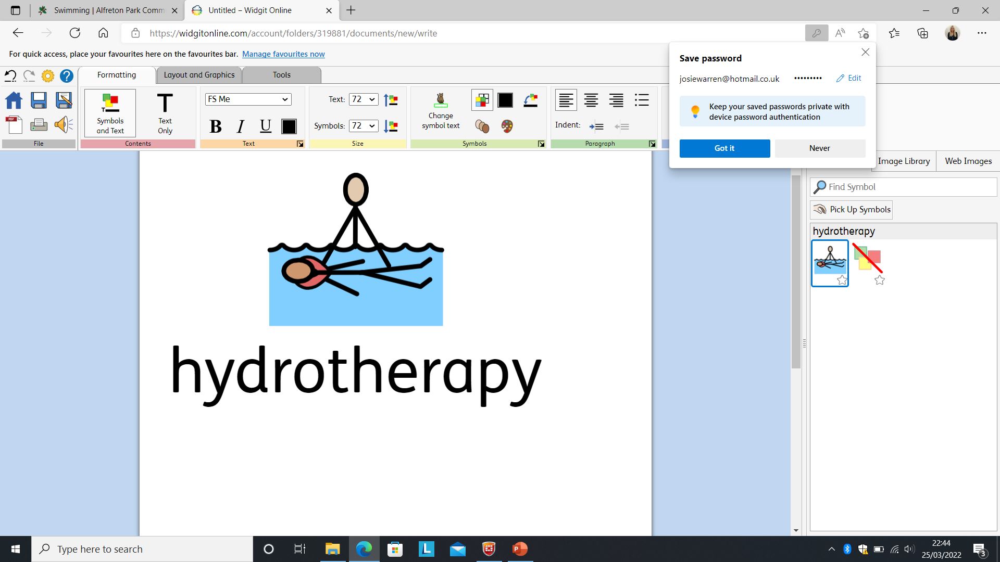 Swimming | Alfreton Park Comm
Untitled – Widgit Online
https://widgitonline.com/account/folders/319881/documents/new/write
For quick access, place your favourites here on the favourites bar. Manage favourites now
Save password
josiewarren@hotmail.co.uk ••••••••• Edit
Keep your saved passwords private with
device password authentication
Got it
Never
Formatting
Layout and Graphics
Tools
PDF
File
Symbols
and Text
T
Text
Only
Contents
FS Me
B I U
Text
Text: 72
Symbols: 72
Size
Change
symbol text
Symbols
Indent:
Paragraph
Image Library
Web Images
Find Symbol
Pick Up Symbols
hydrotherapy
hydrotherapy
Type here to search
L
P
22:44
25/03/2022
3